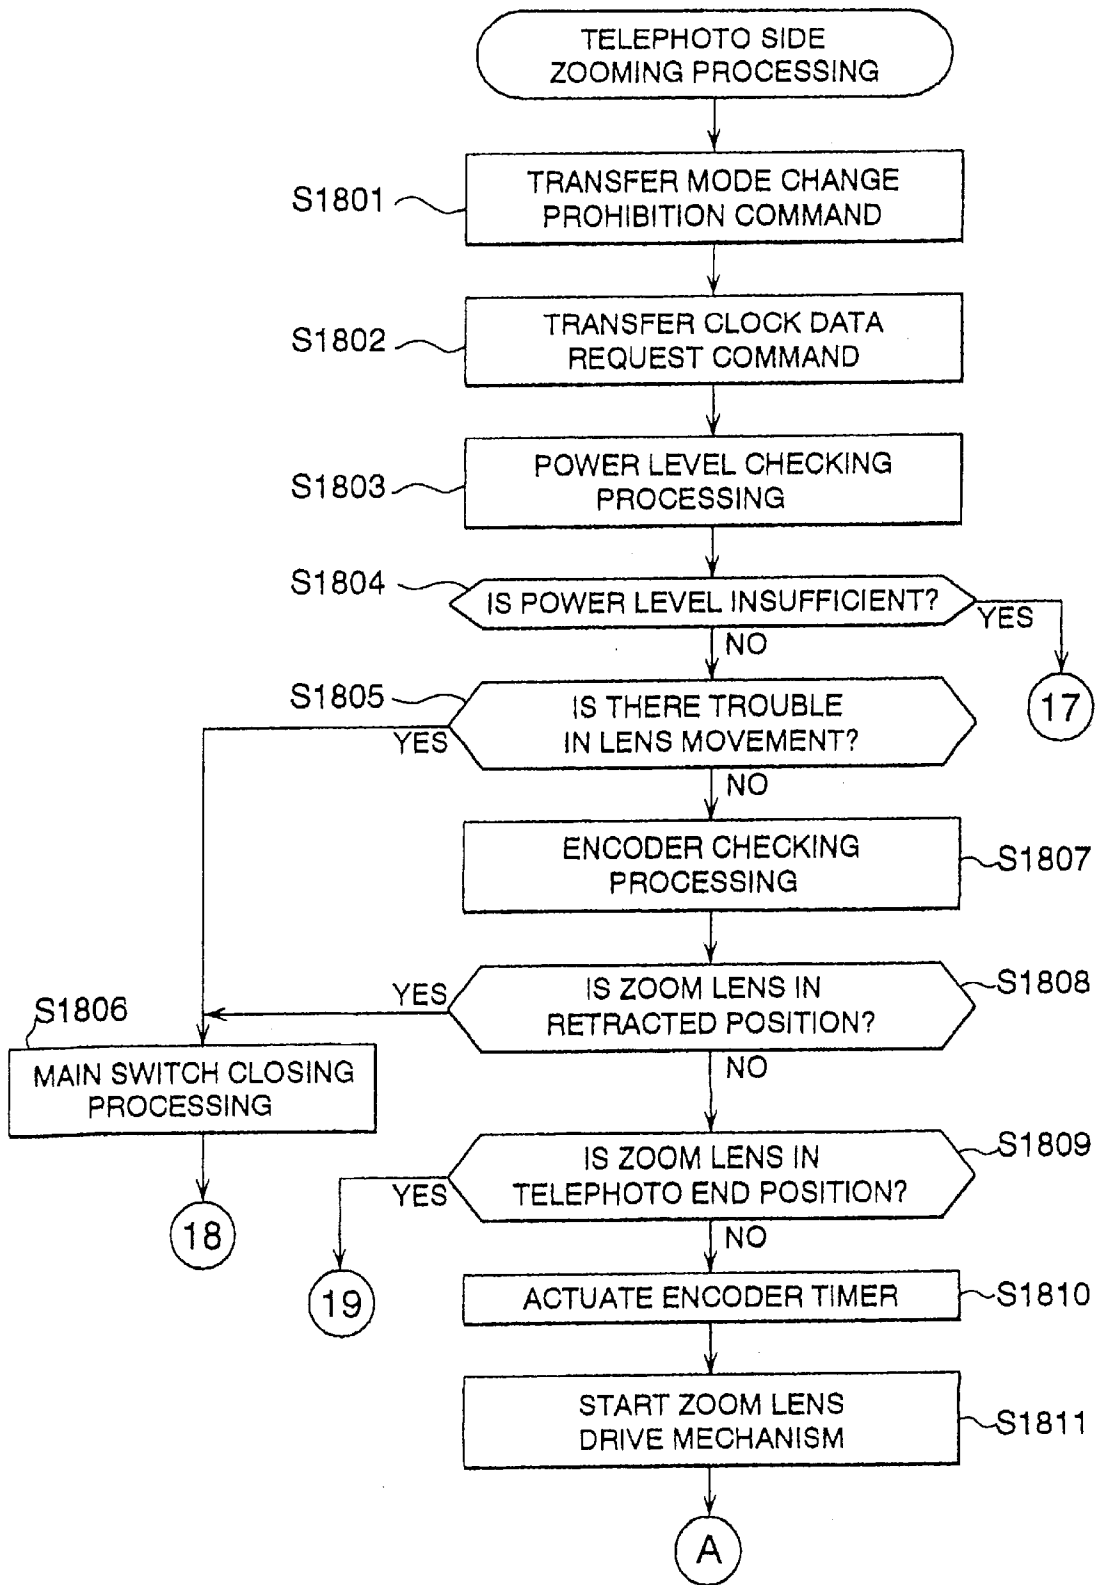 TELEPHOTO SIDE
ZOOMING PROCESSING
S1801
TRANSFER MODE CHANGE
PROHIBITION COMMAND
S1802
TRANSFER CLOCK DATA
REQUEST COMMAND
S1803
POWER LEVEL CHECKING
PROCESSING
S1804
IS POWER LEVEL INSUFFICIENT?
YES
NO
17
S1805
IS THERE TROUBLE
IN LENS MOVEMENT?
YES
NO
ENCODER CHECKING
PROCESSING
S1807
IS ZOOM LENS IN
RETRACTED POSITION?
S1808
YES
NO
S1806
MAIN SWITCH CLOSING
PROCESSING
18
IS ZOOM LENS IN
TELEPHOTO END POSITION?
S1809
YES
NO
19
ACTUATE ENCODER TIMER
S1810
START ZOOM LENS
DRIVE MECHANISM
S1811
A